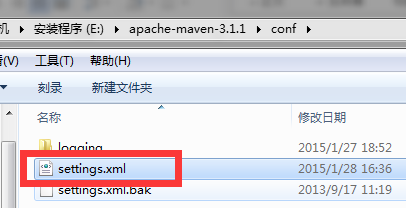 机 ▸ 安装程序 (E:) ▸ apache-maven-3.1.1 ▸ conf ▸
看(V) 工具(T) 帮助(H)
刻录 新建文件夹
名称 修改日期
logging 2015/1/27 18:52
settings.xml 2015/1/28 16:36
settings.xml.bak 2013/9/17 11:19